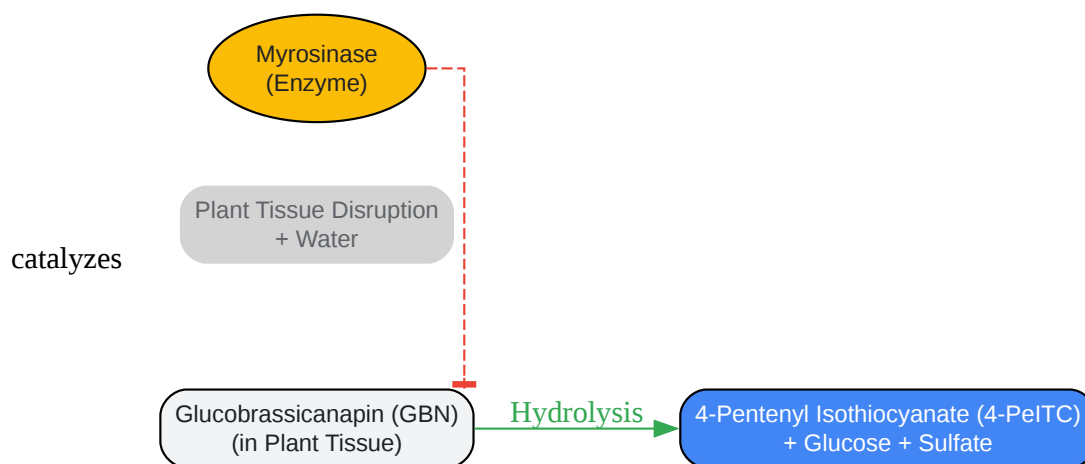 Myrosinase
(Enzyme)
Plant Tissue Disruption
+ Water
catalyzes
Glucobrassicanapin (GBN)
(in Plant Tissue)
Hydrolysis
4-Pentenyl Isothiocyanate (4-PeITC)
+ Glucose + Sulfate